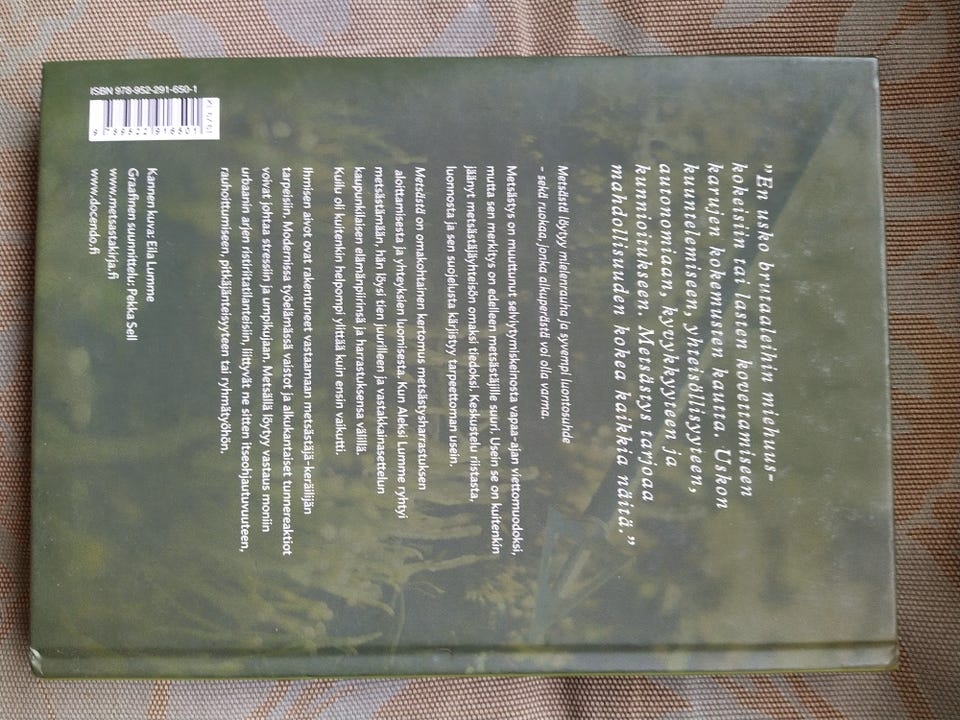 "En usko brutaaleihin miehuus-
kokeisiin tai lasten kovettamiseen
karujen kokemusten kautta. Uskon
kuuntelemiseen, yhteisöllisyyteen,
autonomiaan, kyvykkyyteen ja
kunnioitukseen. Metsästys tarjoaa
mahdollisuuden kokea kaikkia näitä."
Metsästä löytyy mielenrauha ja syvempi luontosuhde
– sekä ruokaa, jonka alkuperästä voi olla varma.
Metsästys on muuttunut selviytymiskeinosta vapaa-ajan viettomuodoksi,
mutta sen merkitys on edelleen metsästäjille suuri. Usein se on kuitenkin
jäänyt metsästäjäyhteisön omaksi tiedoksi. Keskustelu riistasta,
luonnosta ja sen suojelusta kärjistyy tarpeettoman usein.
Metsästä on omakohtainen kertomus metsästysharrastuksen
aloittamisesta ja yhteyksien luomisesta. Kun Aleksi Lumme ryhtyi
metsästämään, hän löysi tien juurilleen ja vastakkainasettelun
kaupunkilaisen elämänpiirinsä ja harrastuksensa välillä.
Kuilu oli kuitenkin helpompi ylittää kuin ensin vaikutti.
Ihmisen aivot ovat rakentuneet vastaamaan metsästäjä-keräilijän
tarpeisiin. Modernissa työelämässä vaistot ja alkukantaiset tunnereaktiot
voivat johtaa stressiin ja umpikujaan. Metsällä löytyy vastaus moniin
urbaanin arjen ristiriitatilanteisiin, liittyvät ne sitten itseohjautuvuuteen,
rauhoittumiseen, pitkäjänteisyyteen tai ryhmätyöhön.
Kannen kuva: Eila Lumme
Graafinen suunnittelu: Pekka Sell
www.metsastakirja.fi
www.docendo.fi
ISBN 978-952-291-650-1
9 789522 916501